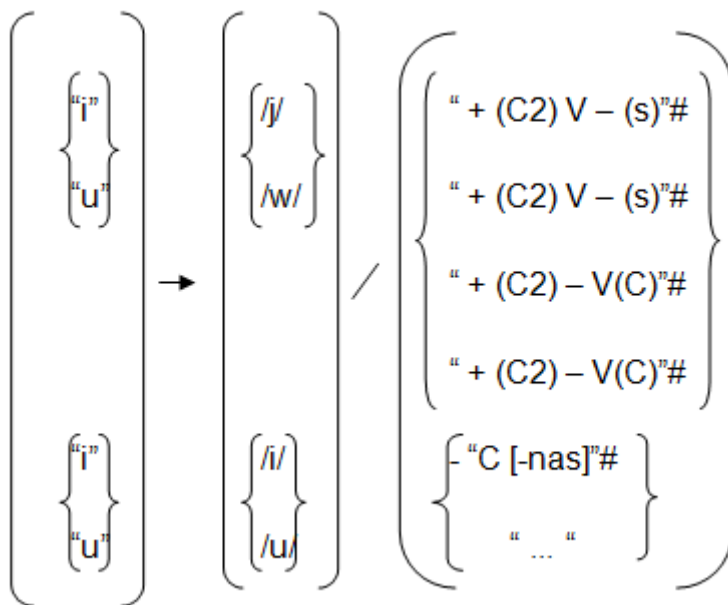 “i” /j/ “ + (C2) V – (s)”#
“u” /w/ “ + (C2) V – (s)”#
→ / “ + (C2) – V(C)”#
“ + (C2) – V(C)”#
“i” /i/ - “C [-nas]”#
“u” /u/ “ ... “